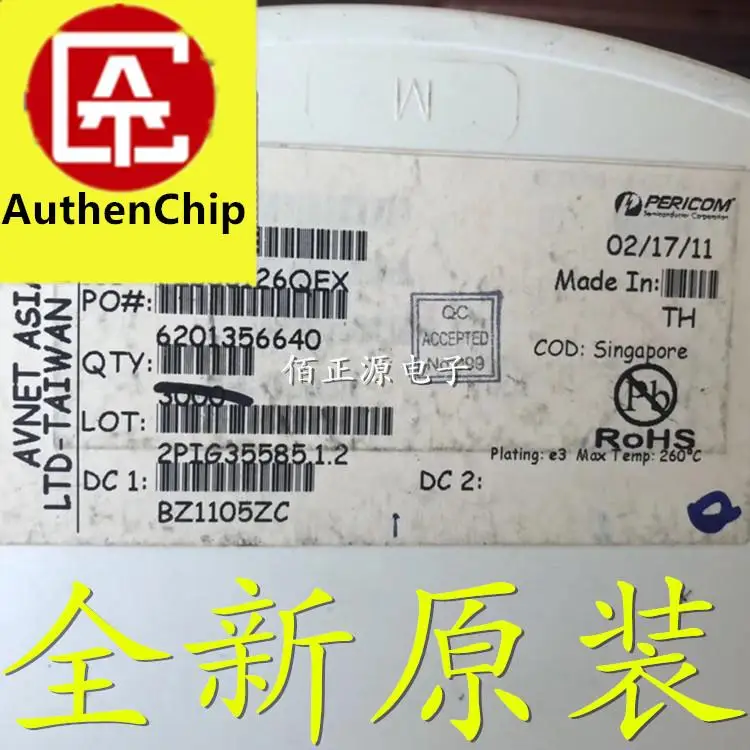 AuthenChip
M
PERICOM
Semiconductor Corporation
02/17/11
Made In:
TH
COD: Singapore
26QEX
PO#:
6201356640
QTY:
3000
LOT:
2PIG35585.1.2
DC 1:
BZ1105ZC
DC 2:
QC
ACCEPTED
Pb
RoHS
Plating: e3 Max Temp: 260°C
AVNET ASIA
LTD-TAIWAN
佰正源电子
全新原装